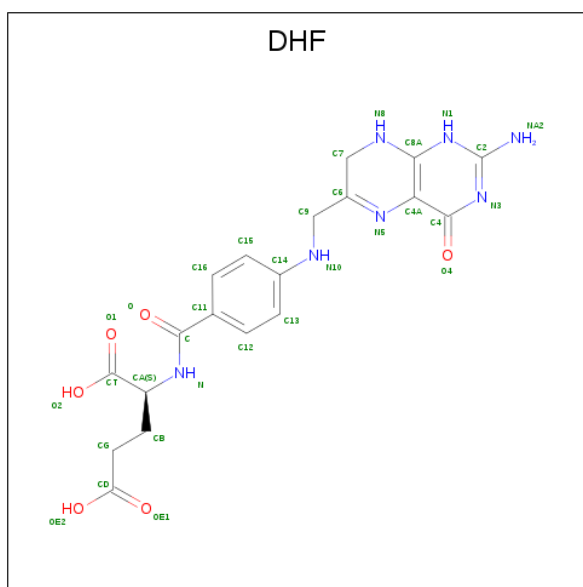 DHF
N8
NH
N1
NH
NA2
NH₂
C7
C8A
C2
C6
C4A
N
N3
C9
N
N5
C4
O
O4
C15
C14
NH
N10
C16
C13
O1
O
O
O
C11
C12
C
HO
O2
CT
CA(S)
NH
N
CG
CB
CD
HO
OE2
O
OE1